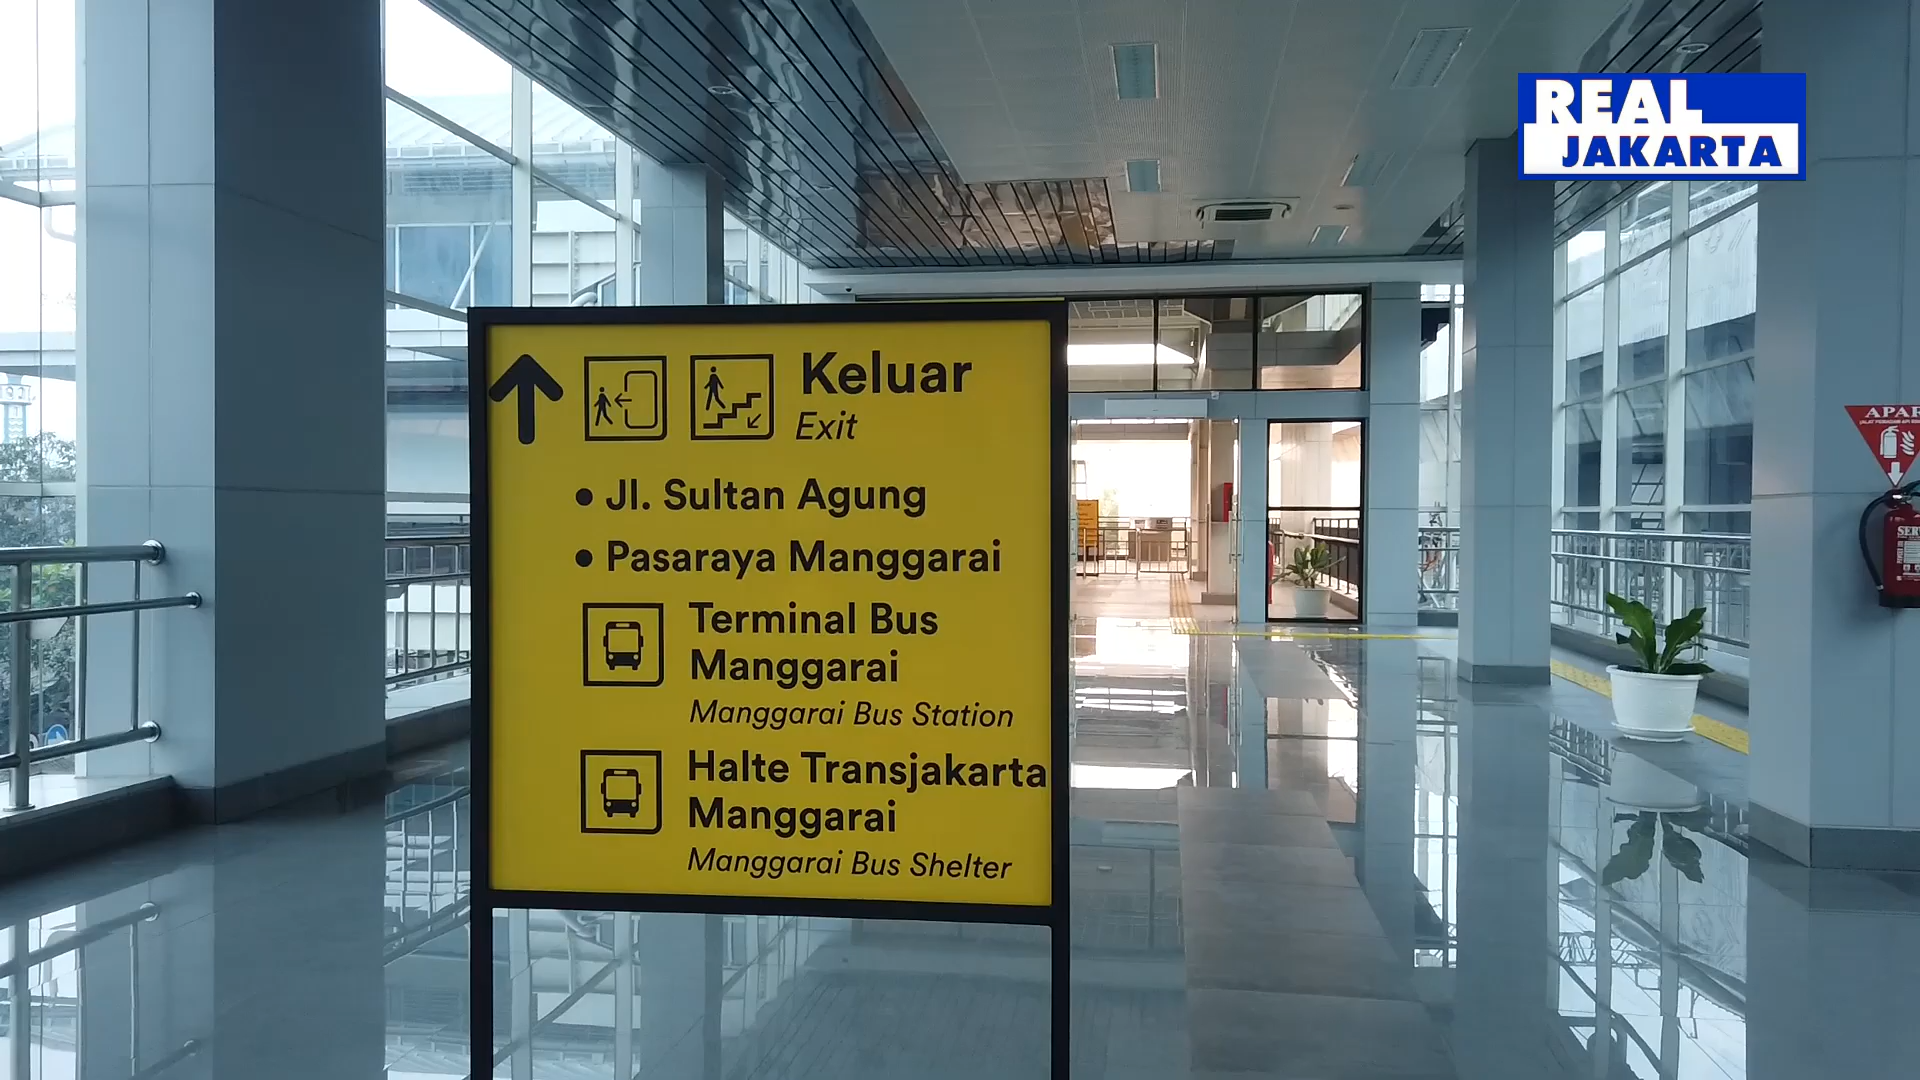 REAL
JAKARTA
Keluar
Exit
• Jl. Sultan Agung
• Pasaraya Manggarai
Terminal Bus
Manggarai
Manggarai Bus Station
Halte Transjakarta
Manggarai
Manggarai Bus Shelter
APAR